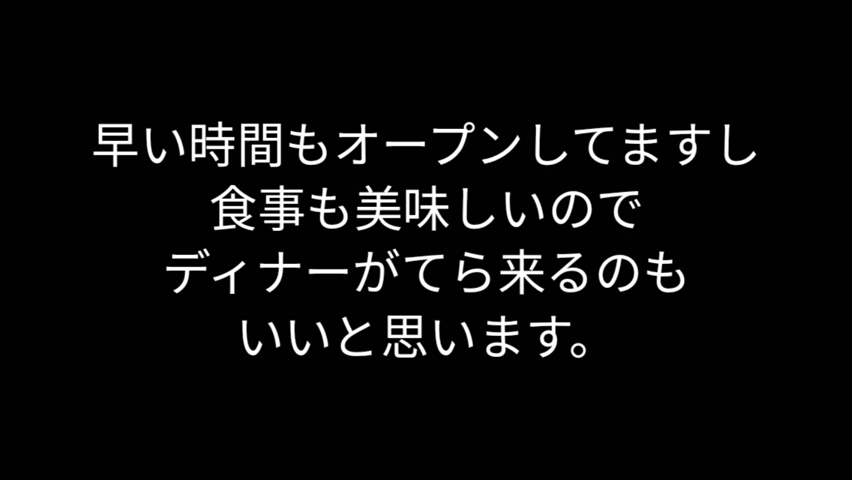 早い時間もオープンしてますし
食事も美味しいので
ディナーがてら来るのも
いいと思います。